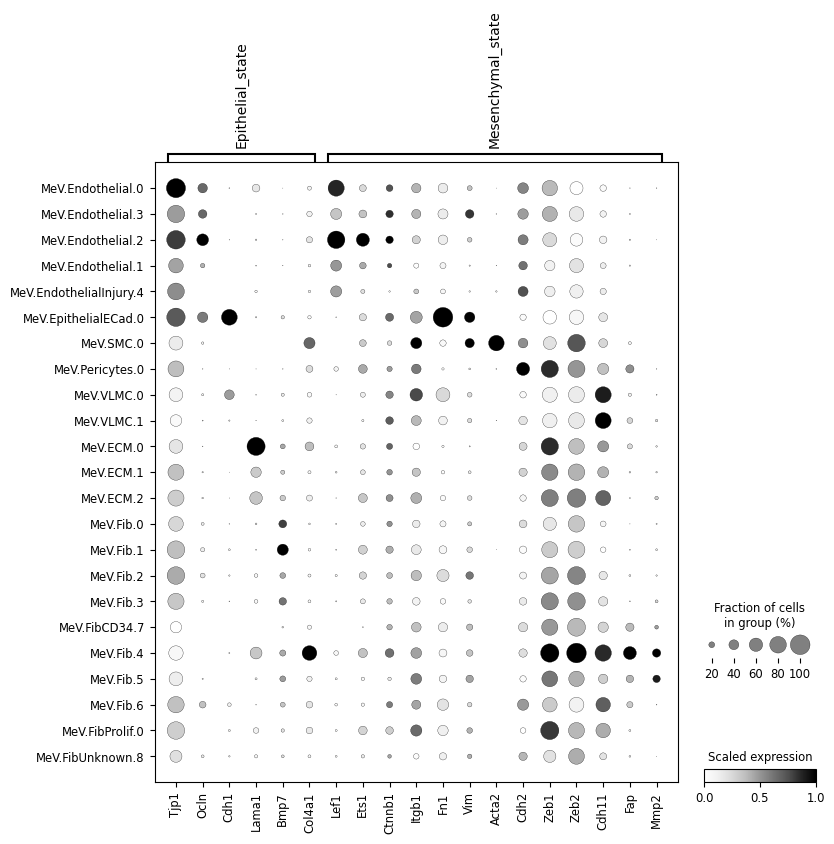 Epithelial_state
Mesenchymal_state
MeV.Endothelial.0
MeV.Endothelial.3
MeV.Endothelial.2
MeV.Endothelial.1
MeV.EndothelialInjury.4
MeV.EpithelialECad.0
MeV.SMC.0
MeV.Pericytes.0
MeV.VLMC.0
MeV.VLMC.1
MeV.ECM.0
MeV.ECM.1
MeV.ECM.2
MeV.Fib.0
MeV.Fib.1
MeV.Fib.2
MeV.Fib.3
MeV.FibCD34.7
MeV.Fib.4
MeV.Fib.5
MeV.Fib.6
MeV.FibProlif.0
MeV.FibUnknown.8
Tjp1
Ocln
Cdh1
Lama1
Bmp7
Col4a1
Lef1
Ets1
Ctnnb1
Itgb1
Fn1
Vim
Acta2
Cdh2
Zeb1
Zeb2
Cdh11
Fap
Mmp2
Fraction of cells
in group (%)
20 40 60 80 100
Scaled expression
0.0 0.5 1.0